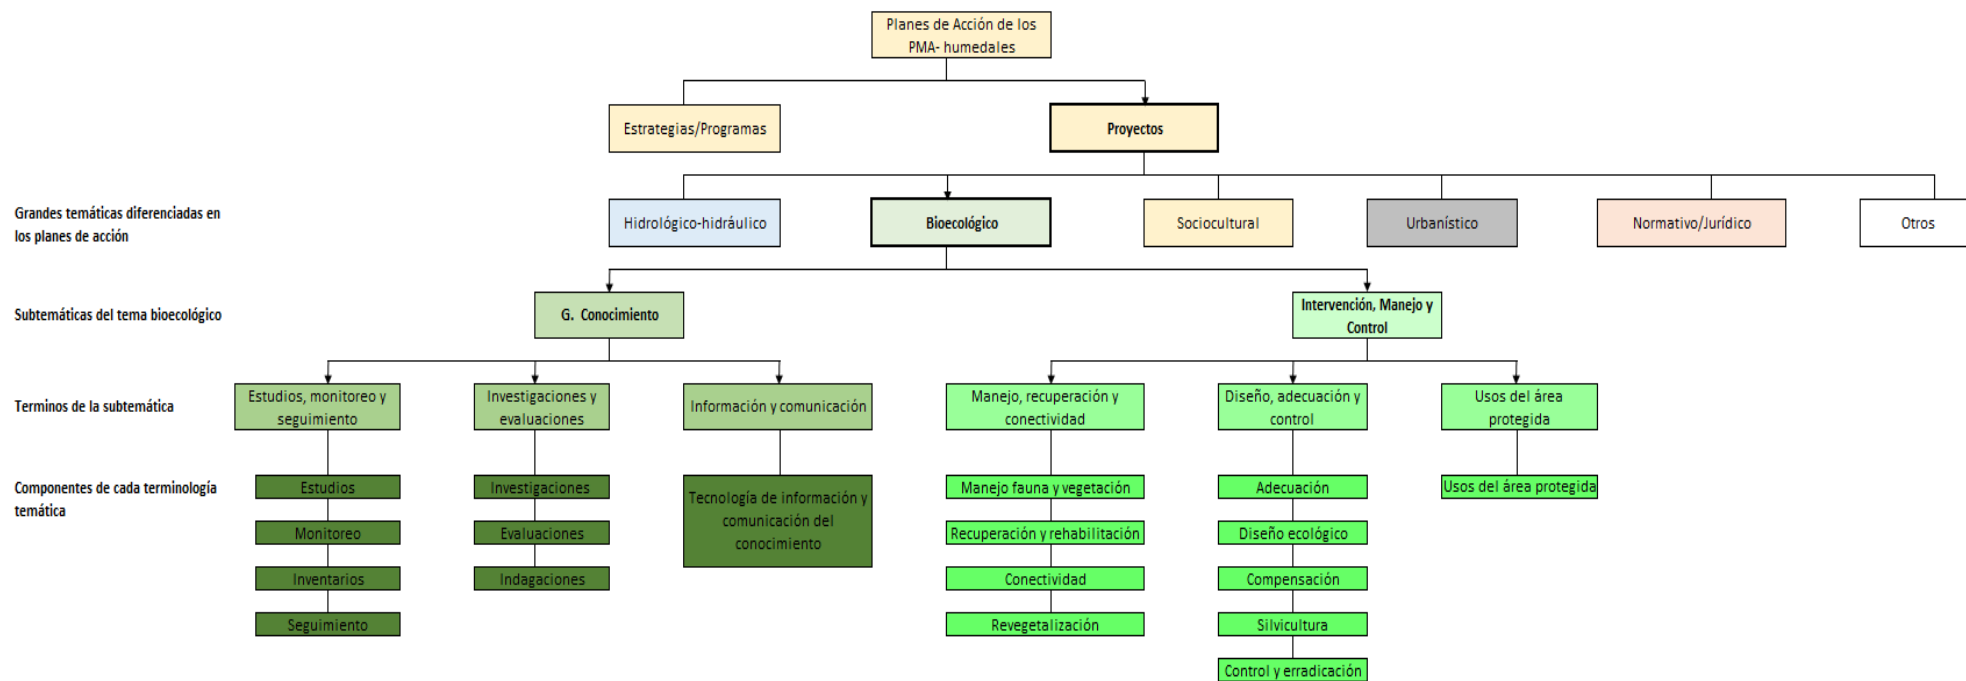 Planes de Acción de los
PMA- humedales
Estrategias/Programas
Proyectos
Grandes temáticas diferenciadas en
los planes de acción
Hidrológico-hidráulico
Bioecológico
Sociocultural
Urbanístico
Normativo/Jurídico
Otros
Subtemáticas del tema bioecológico
G. Conocimiento
Intervención, Manejo y
Control
Terminos de la subtemática
Estudios, monitoreo y
seguimiento
Investigaciones y
evaluaciones
Información y comunicación
Manejo, recuperación y
conectividad
Diseño, adecuación y
control
Usos del área
protegida
Componentes de cada terminología
temática
Estudios
Monitoreo
Inventarios
Seguimiento
Investigaciones
Evaluaciones
Indagaciones
Tecnología de información y
comunicación del
conocimiento
Manejo fauna y vegetación
Recuperación y rehabilitación
Conectividad
Revegetalización
Adecuación
Diseño ecológico
Compensación
Silvicultura
Control y erradicación
Usos del área protegida